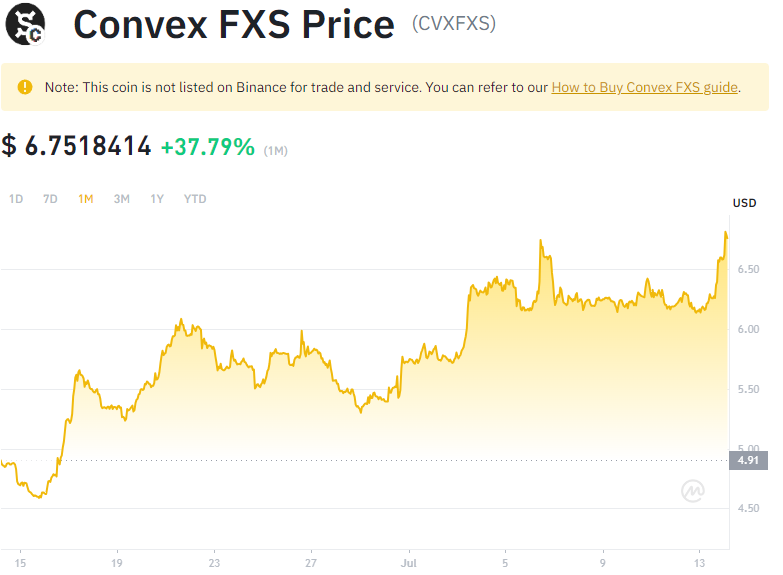 Convex FXS Price (CVXFXS)
Note: This coin is not listed on Binance for trade and service. You can refer to our How to Buy Convex FXS guide.
$ 6.7518414 +37.79% (1M)
1D 7D 1M 3M 1Y YTD
USD
6.50
6.00
5.50
5.00
4.91
4.50
15 19 23 27 Jul 5 9 13